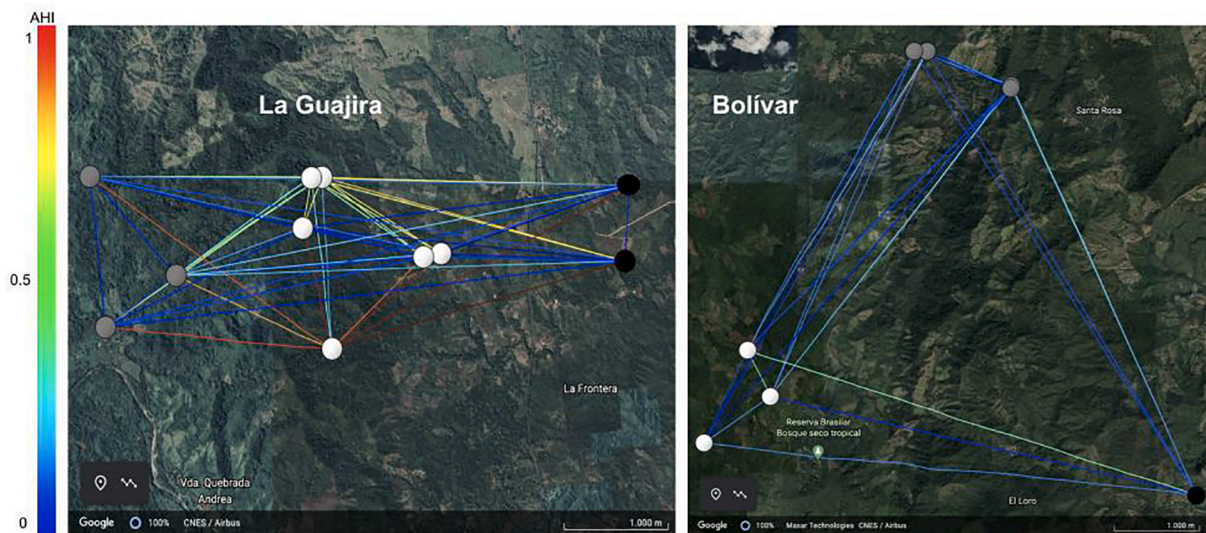 AHI
1
0.5
0
La Guajira
La Frontera
Vda. Quebrada
Andrea
Google 100% CNES / Airbus 1.000 m
Bolívar
Santa Rosa
Reserva Brasilar
Bosque seco tropical
El Loro
Google 100% Maxar Technologies CNES / Airbus 1.000 m